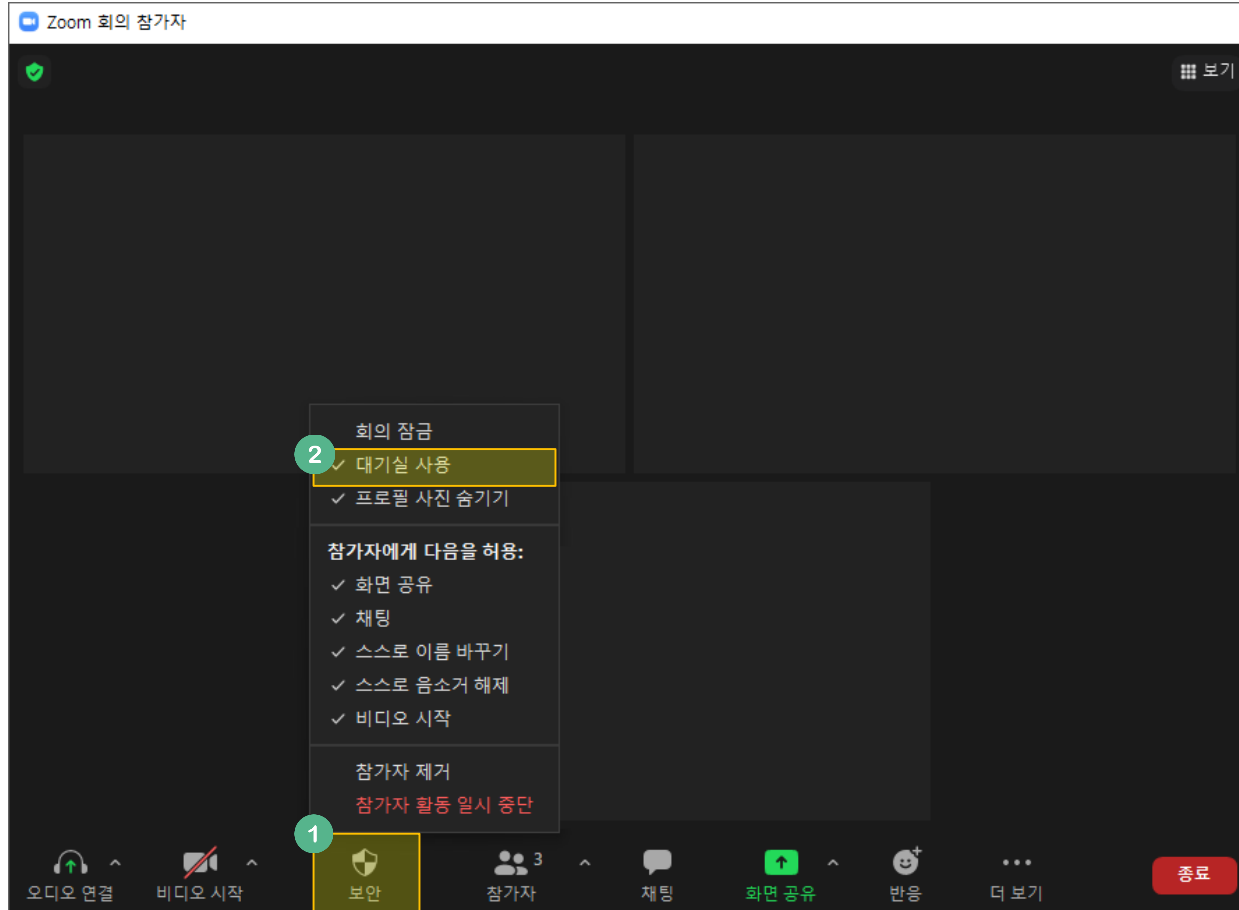 Zoom 회의 참가자
보기
회의 잠금
2
대기실 사용
프로필 사진 숨기기
참가자에게 다음을 허용:
화면 공유
채팅
스스로 이름 바꾸기
스스로 음소거 해제
비디오 시작
참가자 제거
참가자 활동 일시 중단
1
3
오디오 연결 비디오 시작 보안 참가자 채팅 화면 공유 반응 더 보기 종료